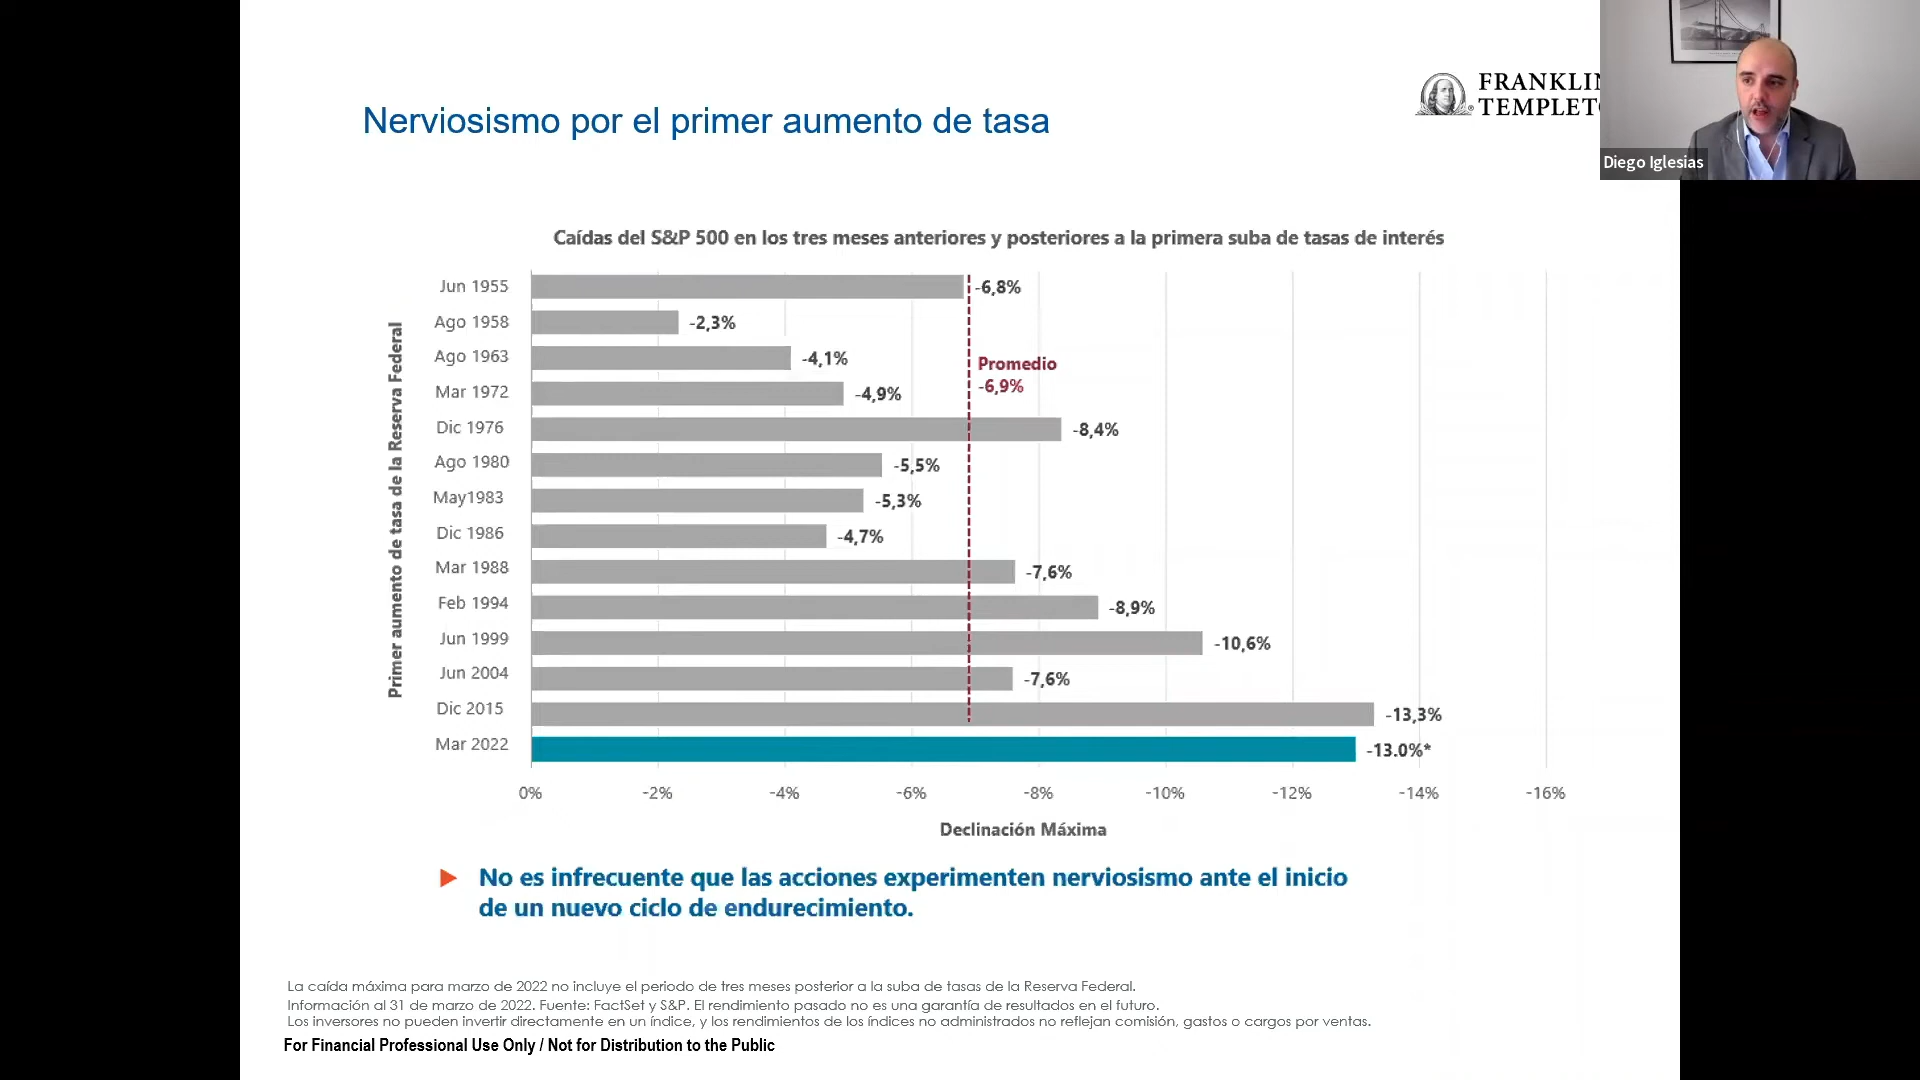 Nerviosismo por el primer aumento de tasa
FRANKLIN
TEMPLETO
Diego Iglesias
Caídas del S&P 500 en los tres meses anteriores y posteriores a la primera suba de tasas de interés
Primer aumento de tasa de la Reserva Federal
Jun 1955 -6,8%
Ago 1958 -2,3%
Ago 1963 -4,1%
Promedio
-6,9%
Mar 1972 -4,9%
Dic 1976 -8,4%
Ago 1980 -5,5%
May1983 -5,3%
Dic 1986 -4,7%
Mar 1988 -7,6%
Feb 1994 -8,9%
Jun 1999 -10,6%
Jun 2004 -7,6%
Dic 2015 -13,3%
Mar 2022 -13.0%*
0% -2% -4% -6% -8% -10% -12% -14% -16%
Declinación Máxima
No es infrecuente que las acciones experimenten nerviosismo ante el inicio
de un nuevo ciclo de endurecimiento.
La caída máxima para marzo de 2022 no incluye el periodo de tres meses posterior a la suba de tasas de la Reserva Federal.
Información al 31 de marzo de 2022. Fuente: FactSet y S&P. El rendimiento pasado no es una garantía de resultados en el futuro.
Los inversores no pueden invertir directamente en un índice, y los rendimientos de los índices no administrados no reflejan comisión, gastos o cargos por ventas.
For Financial Professional Use Only / Not for Distribution to the Public